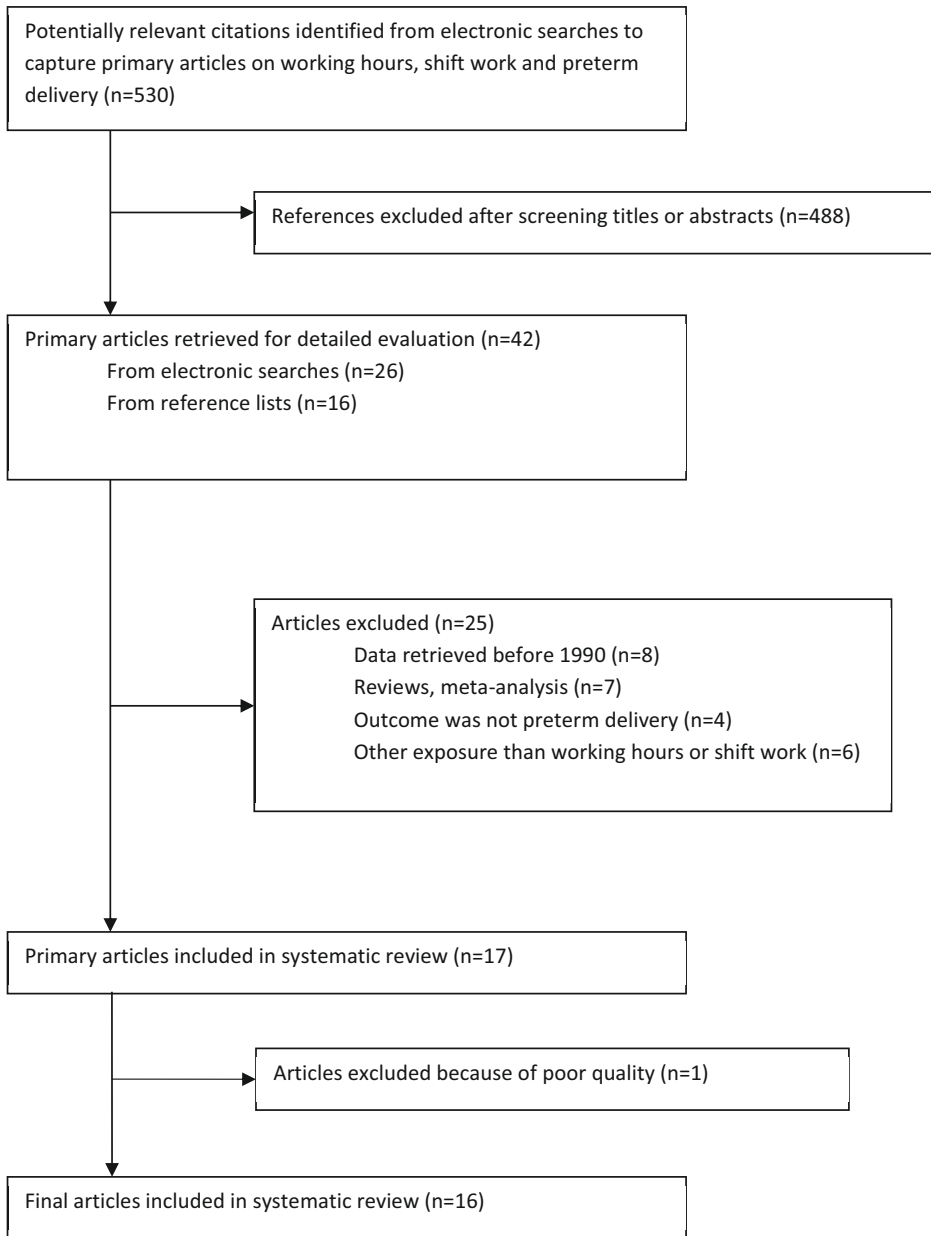 Potentially relevant citations identified from electronic searches to
capture primary articles on working hours, shift work and preterm
delivery (n=530)
References excluded after screening titles or abstracts (n=488)
Primary articles retrieved for detailed evaluation (n=42)
From electronic searches (n=26)
From reference lists (n=16)
Articles excluded (n=25)
Data retrieved before 1990 (n=8)
Reviews, meta-analysis (n=7)
Outcome was not preterm delivery (n=4)
Other exposure than working hours or shift work (n=6)
Primary articles included in systematic review (n=17)
Articles excluded because of poor quality (n=1)
Final articles included in systematic review (n=16)